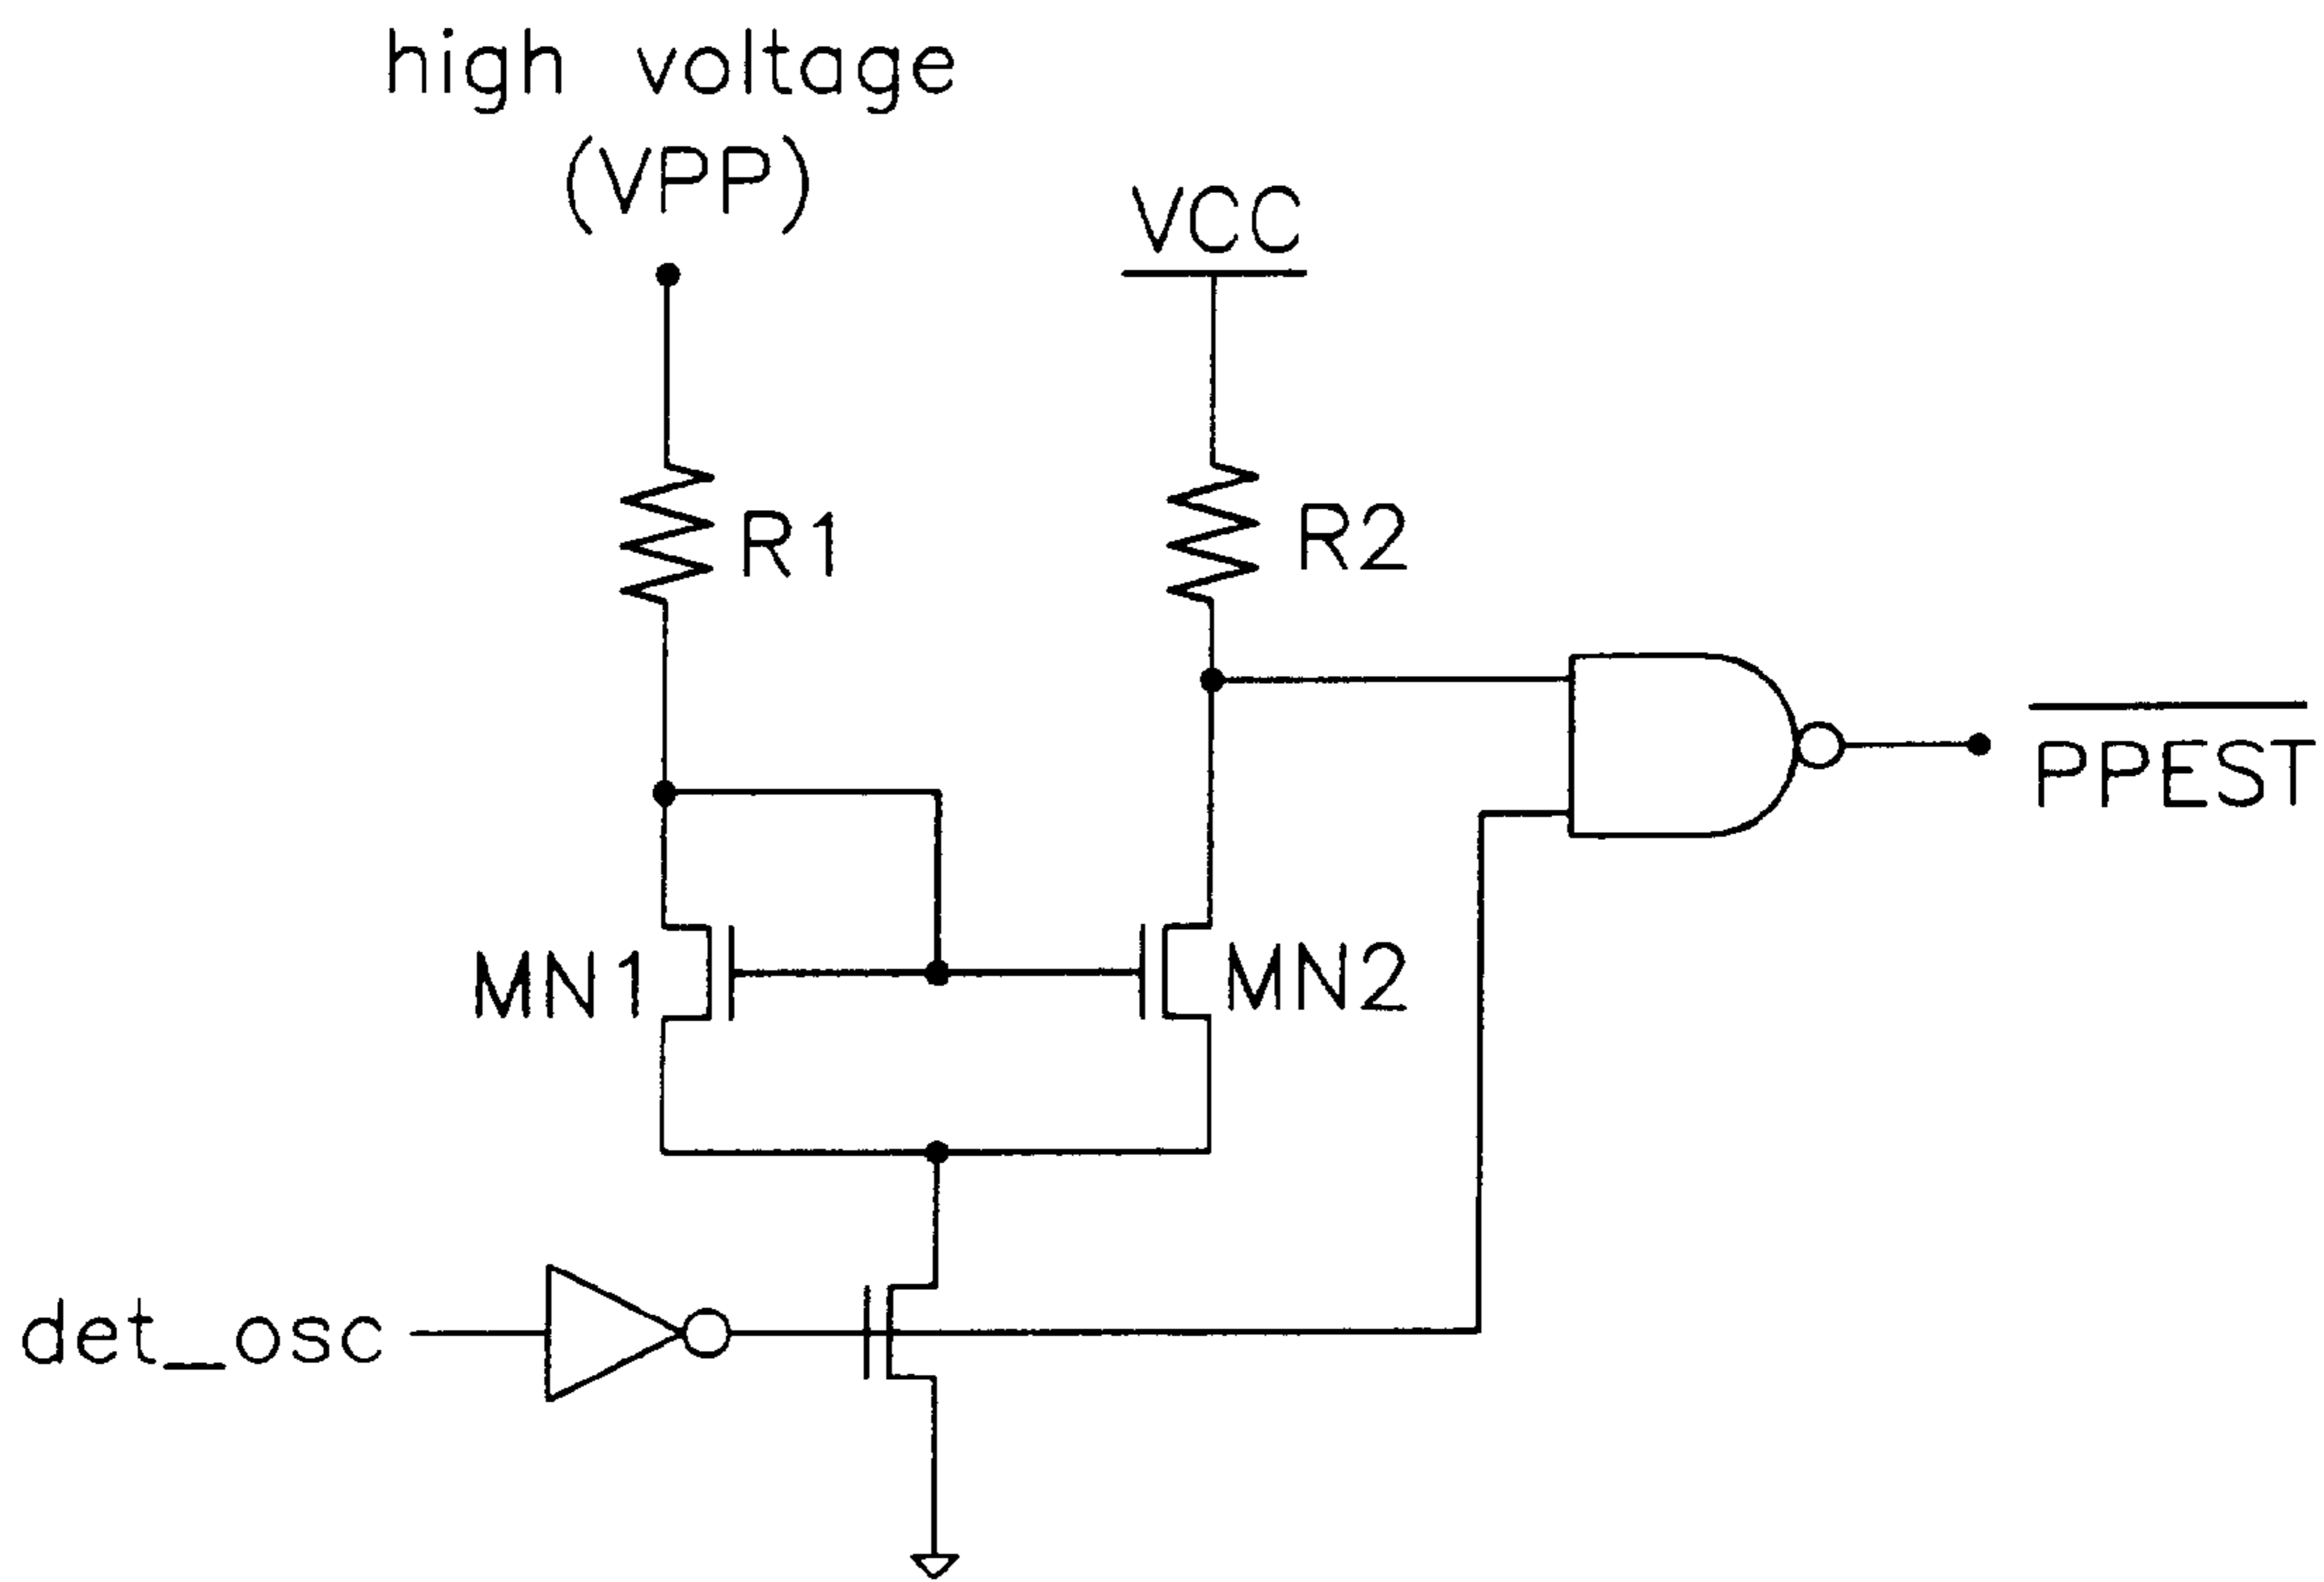 high voltage
(VPP)
VCC
R1
R2
PPEST
MN1
MN2
det_osc